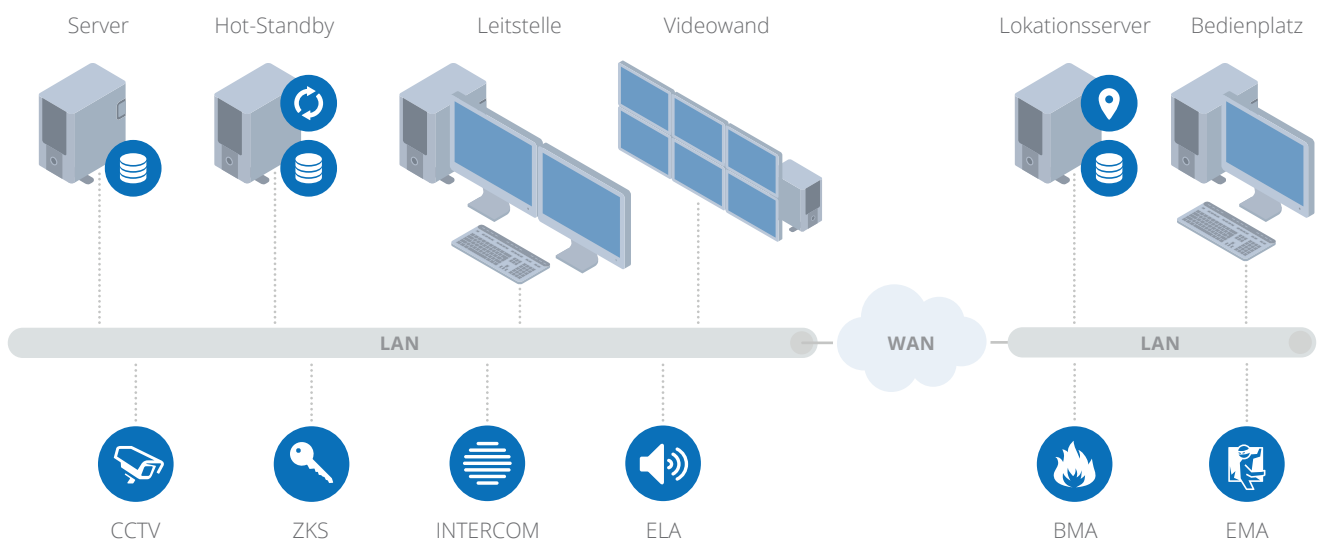 Server
Hot-Standby
Leitstelle
Videowand
Lokationsserver
Bedienplatz
LAN
WAN
LAN
CCTV
ZKS
INTERCOM
ELA
BMA
EMA